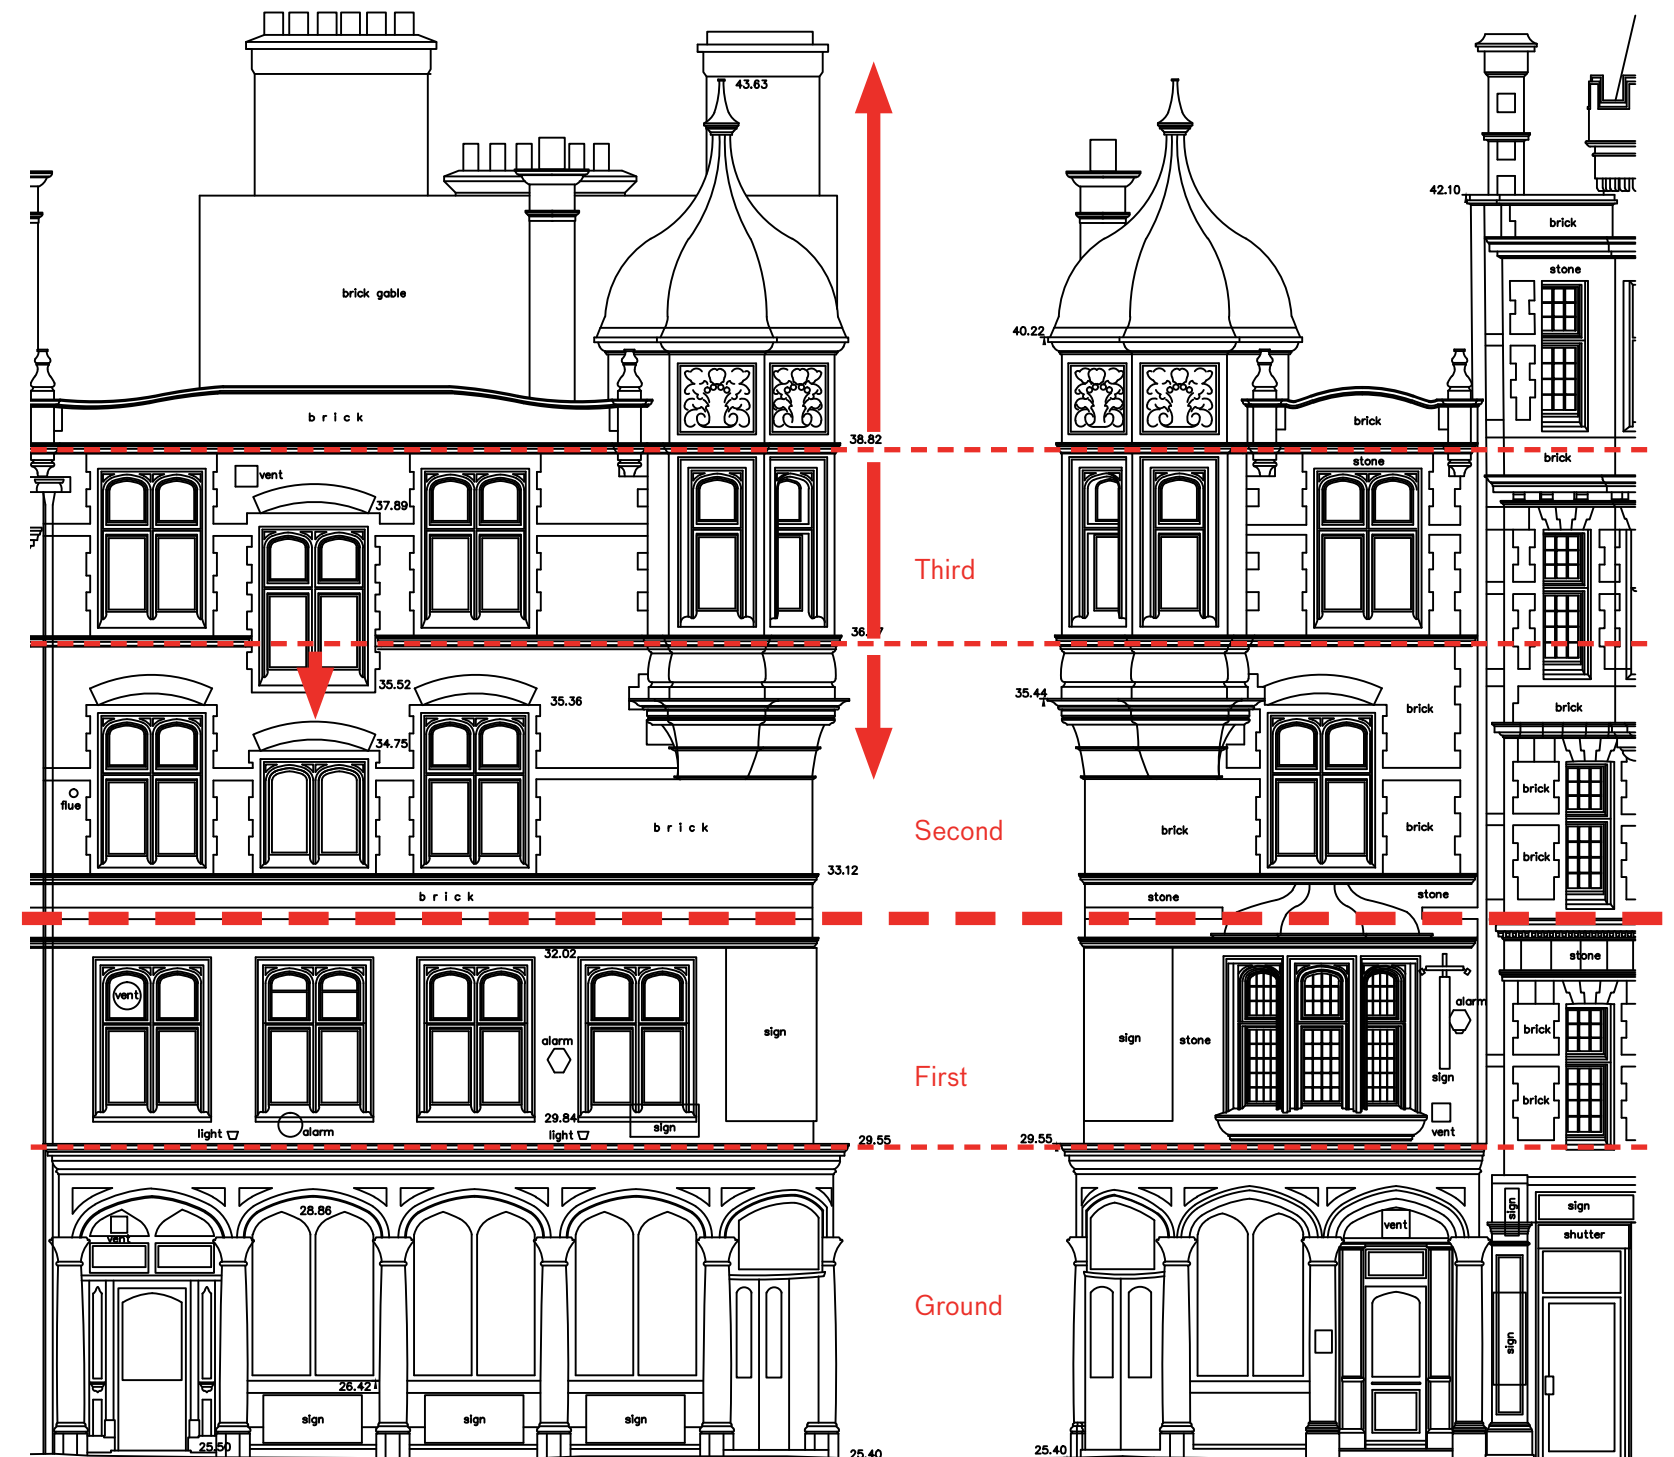 43.63
42.10
brick
stone
brick gable
40.22
brick
brick
38.82
brick
stone
vent
37.89
Third
35.52
35.36
35.44
brick
brick
34.75
flue
brick
brick
brick
brick
Second
brick
33.12
brick
stone
stone
32.02
stone
vent
alarm
sign
sign
stone
brick
alarm
First
sign
brick
29.84
light
alarm
light
sign
vent
29.55
29.55
28.86
vent
vent
sign
sign
shutter
Ground
sign
26.42
sign
sign
sign
25.50
25.40
25.40